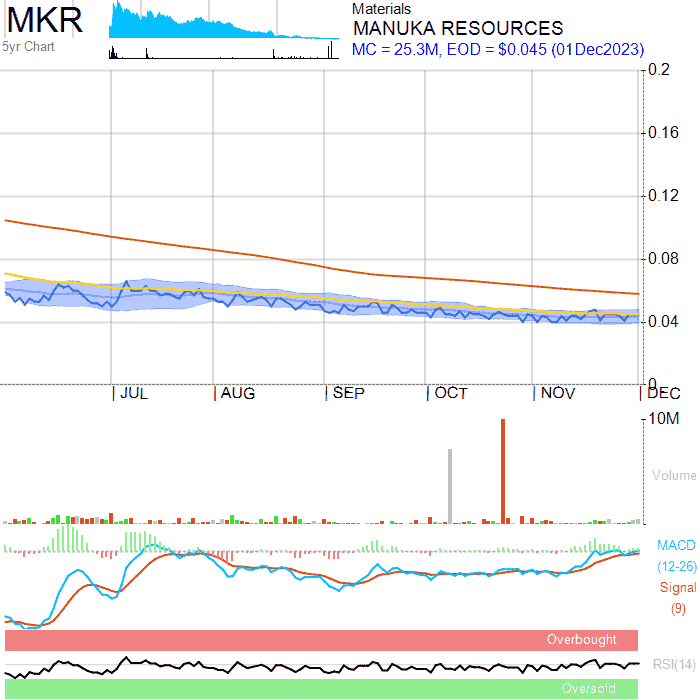 MKR
5yr Chart
Materials
MANUKA RESOURCES
MC = 25.3M, EOD = $0.045 (01Dec2023)
0.2
0.16
0.12
0.08
0.04
0
JUL AUG SEP OCT NOV DEC
10M
Volume
MACD
(12-26)
Signal
(9)
Overbought
RSI(14)
Oversold